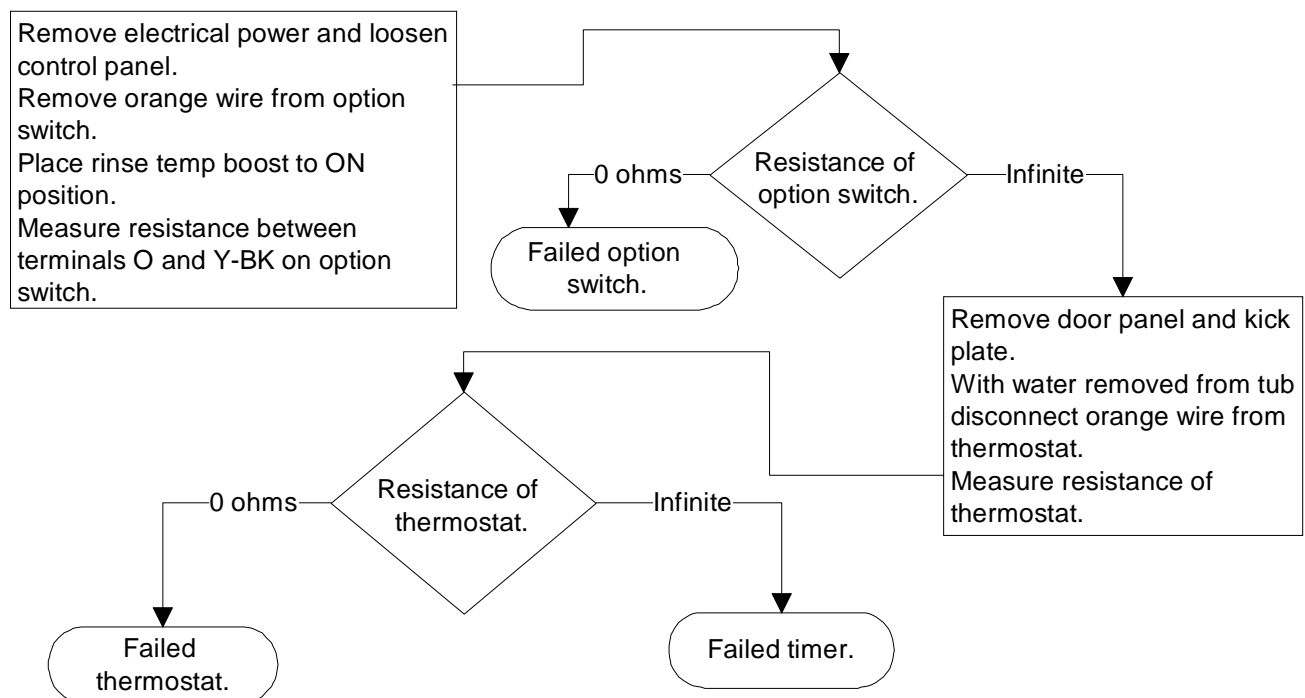 Remove electrical power and loosen
control panel.
Remove orange wire from option
switch.
Place rinse temp boost to ON
position.
Measure resistance between
terminals O and Y-BK on option
switch.
0 ohms
Resistance of
option switch.
Infinite
Failed option
switch.
Remove door panel and kick
plate.
With water removed from tub
disconnect orange wire from
thermostat.
Measure resistance of
thermostat.
0 ohms
Resistance of
thermostat.
Infinite
Failed
thermostat.
Failed timer.